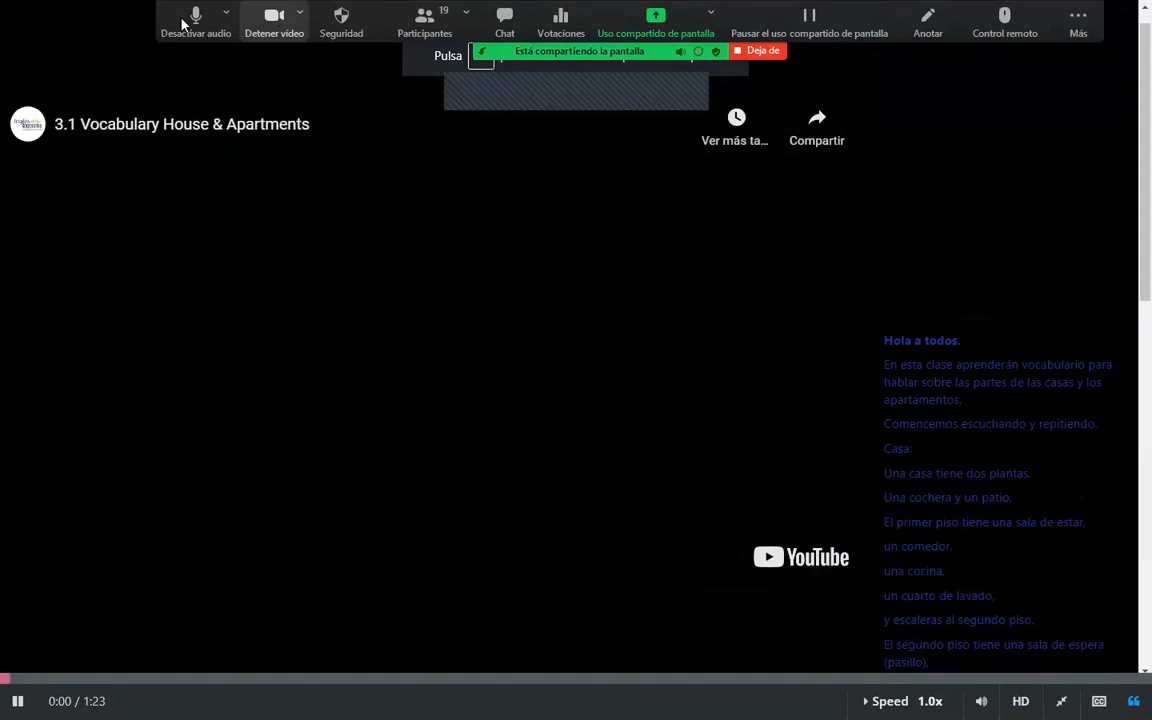 19
Desactivar audio
Detener vídeo
Seguridad
Participantes
Chat
Votaciones
Uso compartido de pantalla
Pausar el uso compartido de pantalla
Anotar
Control remoto
Más
Pulsa
Está compartiendo la pantalla
Deja de
3.1 Vocabulary House & Apartments
Ver más ta...
Compartir
Hola a todos.
En esta clase aprenderán vocabulario para
hablar sobre las partes de las casas y los
apartamentos.
Comencemos escuchando y repitiendo.
Casa:
Una casa tiene dos plantas.
Una cochera y un patio.
El primer piso tiene una sala de estar,
un comedor,
una cocina,
un cuarto de lavado,
y escaleras al segundo piso.
El segundo piso tiene una sala de espera
(pasillo),
YouTube
0:00 / 1:23
Speed 1.0x
HD
CC